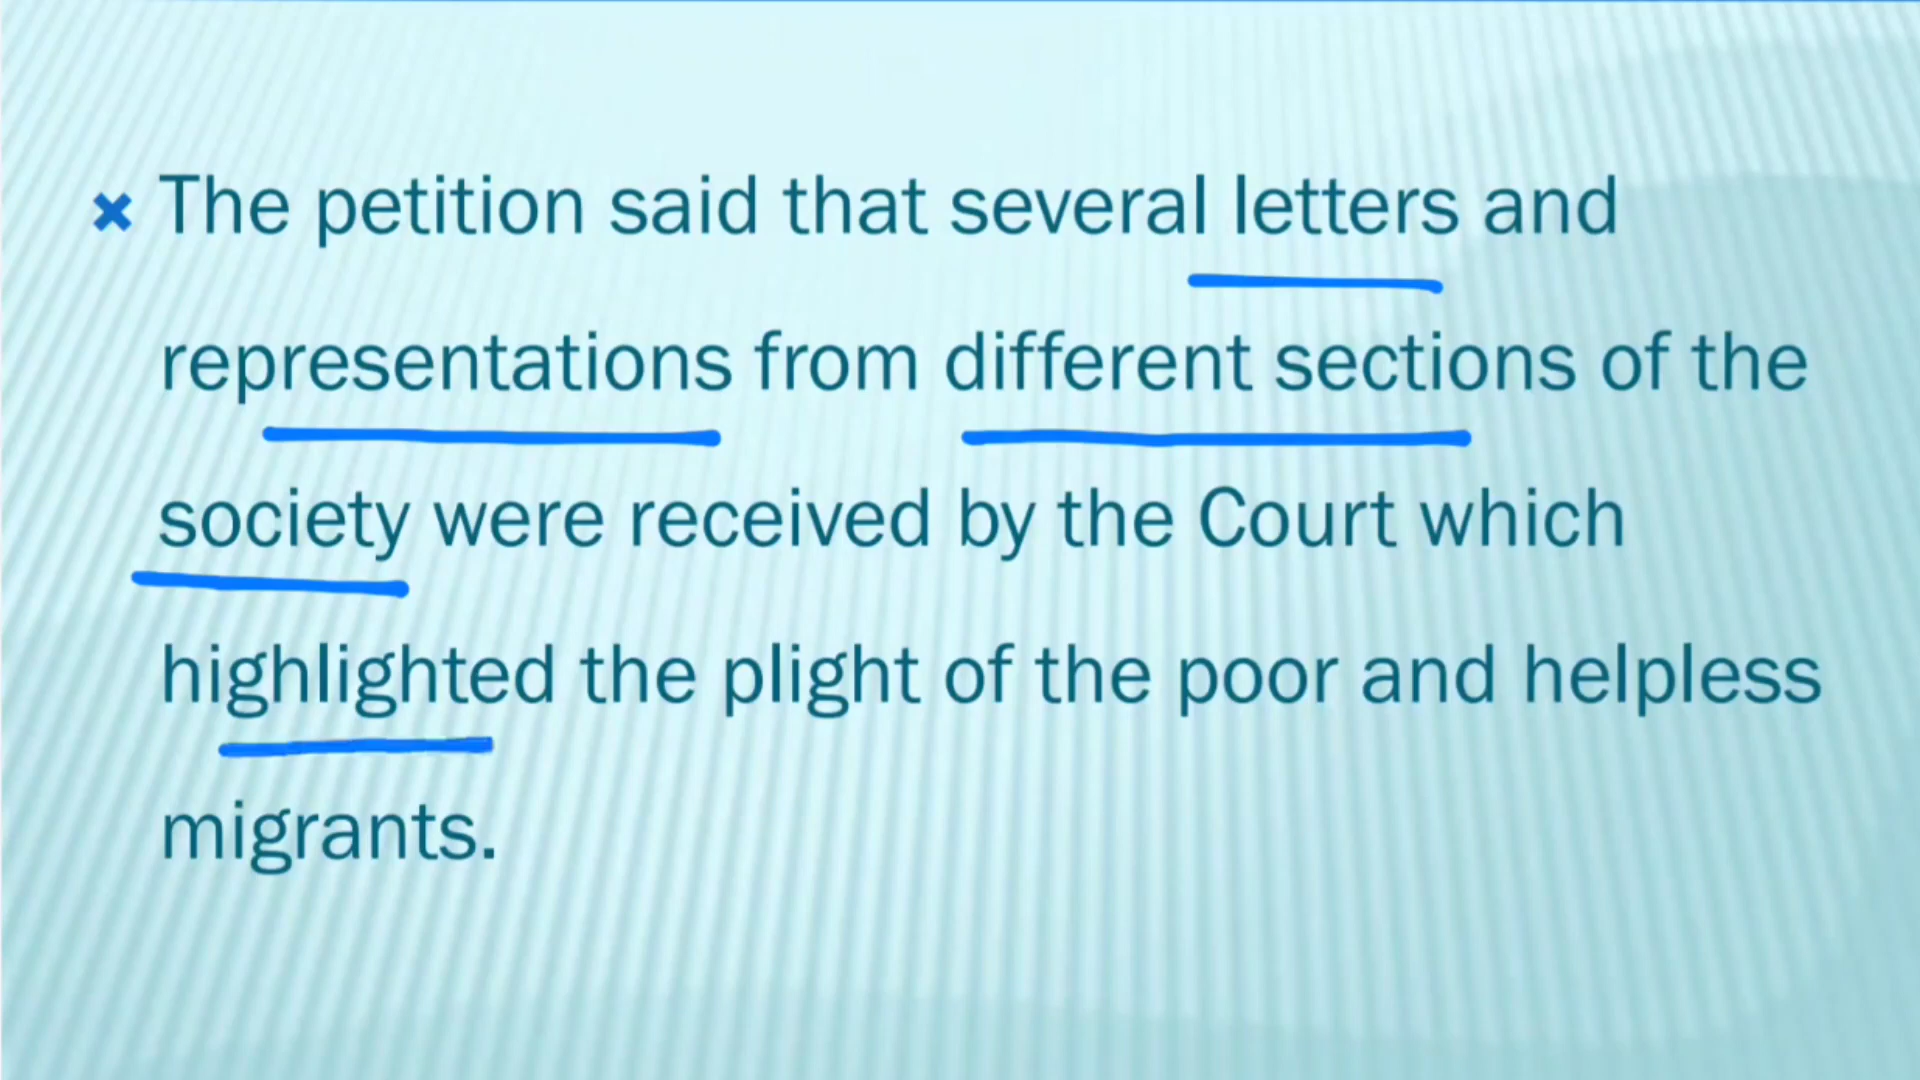 The petition said that several letters and
representations from different sections of the
society were received by the Court which
highlighted the plight of the poor and helpless
migrants.